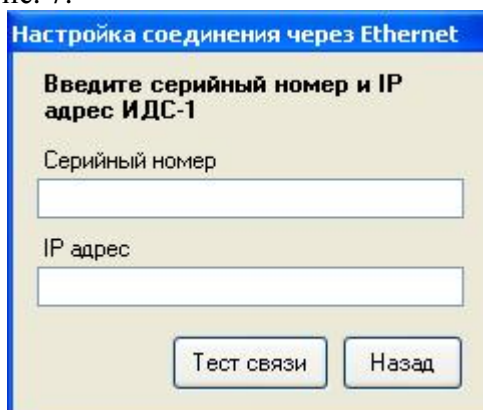 Настройка соединения через Ethernet
Введите серийный номер и IP
адрес ИДС-1
Серийный номер
IP адрес
Тест связи
Назад